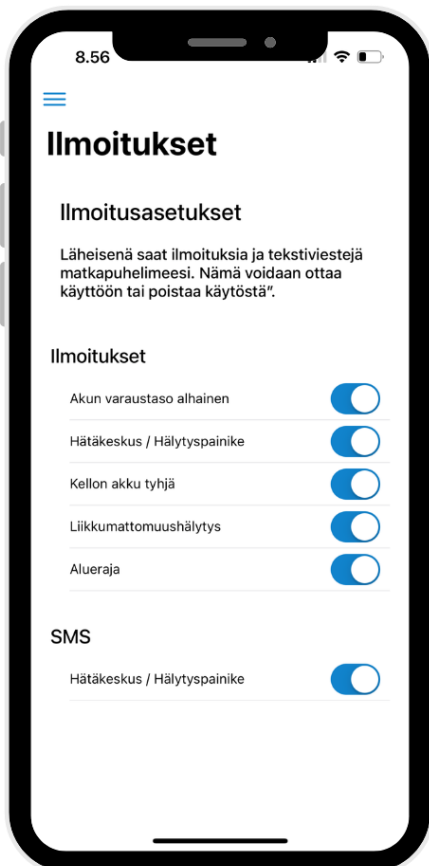 8.56
Ilmoitukset
Ilmoitusasetukset
Läheisenä saat ilmoituksia ja tekstiviestejä
matkapuhelimeesi. Nämä voidaan ottaa
käyttöön tai poistaa käytöstä”.
Ilmoitukset
Akun varaustaso alhainen
Hätäkeskus / Hälytyspainike
Kellon akku tyhjä
Liikkumattomuushälytys
Alueraja
SMS
Hätäkeskus / Hälytyspainike